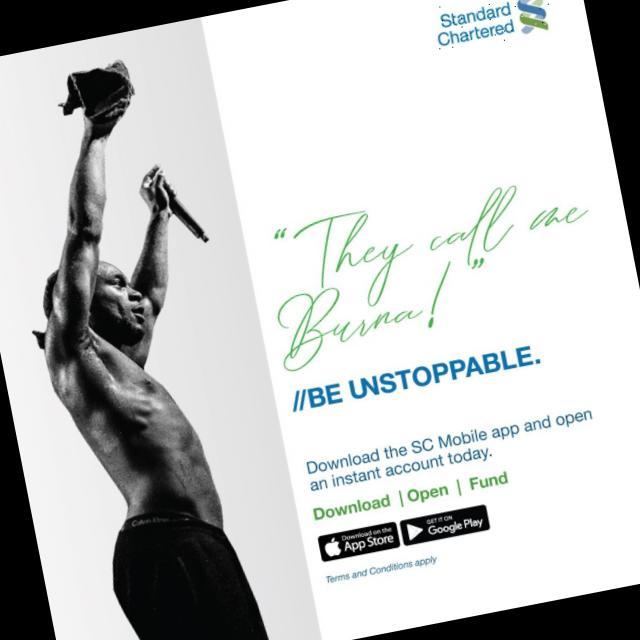 Standard
Chartered
“They call me
Burna!”
//BE UNSTOPPABLE.
Download the SC Mobile app and open
an instant account today.
Download | Open | Fund
Download on the
App Store
GET IT ON
Google Play
Terms and Conditions apply